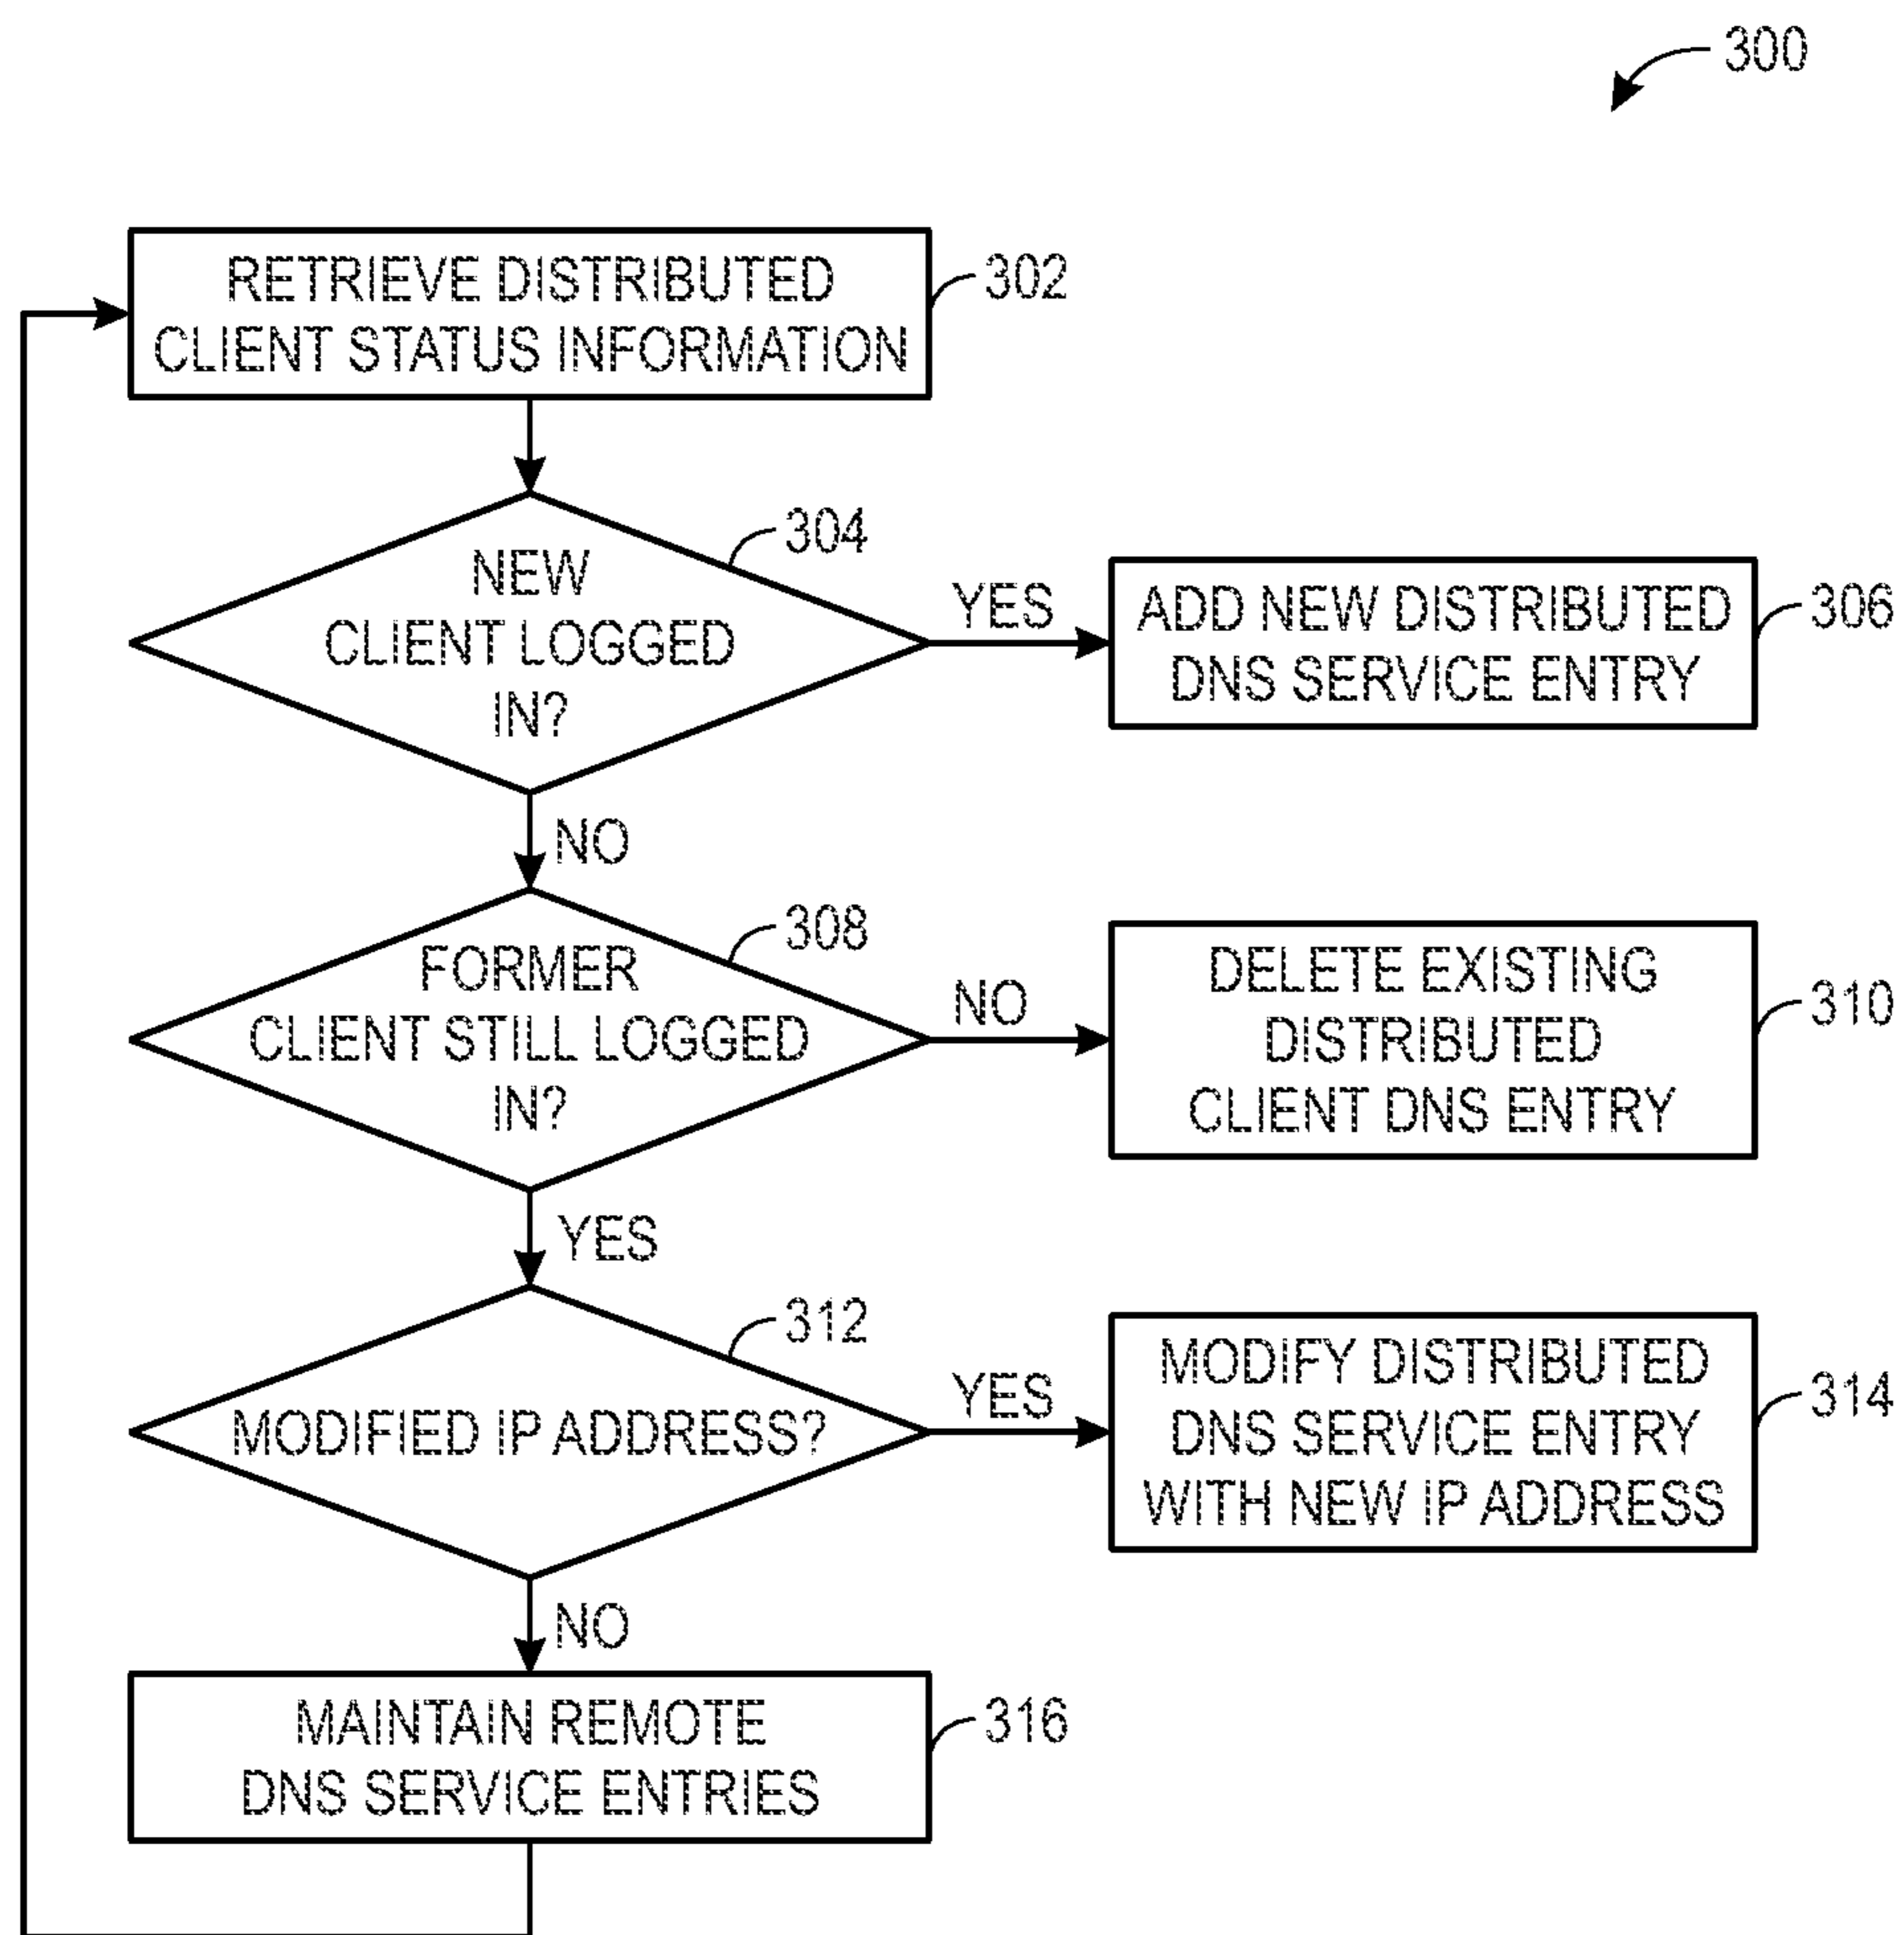 300
RETRIEVE DISTRIBUTED
CLIENT STATUS INFORMATION
302
NEW
CLIENT LOGGED
IN?
304
YES
ADD NEW DISTRIBUTED
DNS SERVICE ENTRY
306
NO
FORMER
CLIENT STILL LOGGED
IN?
308
NO
DELETE EXISTING
DISTRIBUTED
CLIENT DNS ENTRY
310
YES
MODIFIED IP ADDRESS?
312
YES
MODIFY DISTRIBUTED
DNS SERVICE ENTRY
WITH NEW IP ADDRESS
314
NO
MAINTAIN REMOTE
DNS SERVICE ENTRIES
316